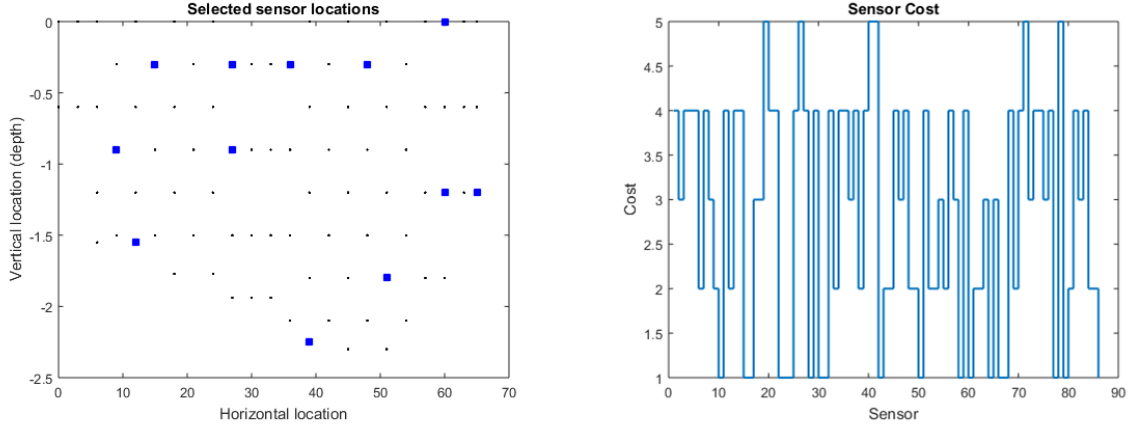 Selected sensor locations
0
-0.5
-1
-1.5
-2
-2.5
Vertical location (depth)
0 10 20 30 40 50 60 70
Horizontal location
Sensor Cost
5
4.5
4
3.5
3
2.5
2
1.5
1
Cost
0 10 20 30 40 50 60 70 80 90
Sensor